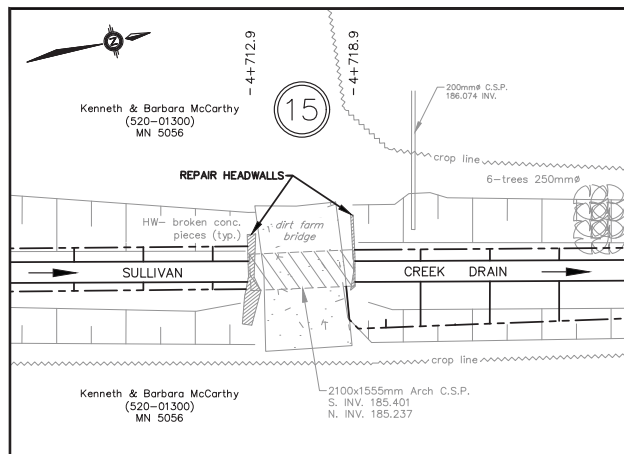 N
-4+712.9
-4+718.9
Kenneth & Barbara McCarthy
(520-01300)
MN 5056
15
200mmø C.S.P.
186.074 INV.
crop line
REPAIR HEADWALLS
6-trees 250mmø
HW- broken conc.
pieces (typ.)
dirt farm
bridge
SULLIVAN
CREEK DRAIN
crop line
Kenneth & Barbara McCarthy
(520-01300)
MN 5056
2100x1555mm Arch C.S.P.
S. INV. 185.401
N. INV. 185.237